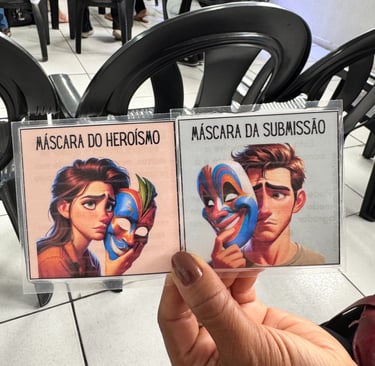 MÁSCARA DO HEROÍSMO
MÁSCARA DA SUBMISSÃO